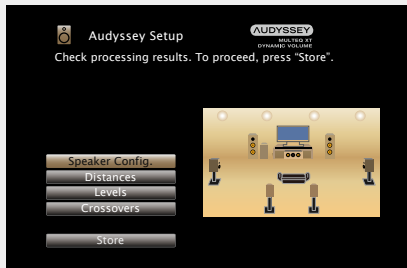 Audyssey Setup
AUDYSSEY
MULTEQ XT
DYNAMIC VOLUME
Check processing results. To proceed, press “Store”.
Speaker Config.
Distances
Levels
Crossovers
Store